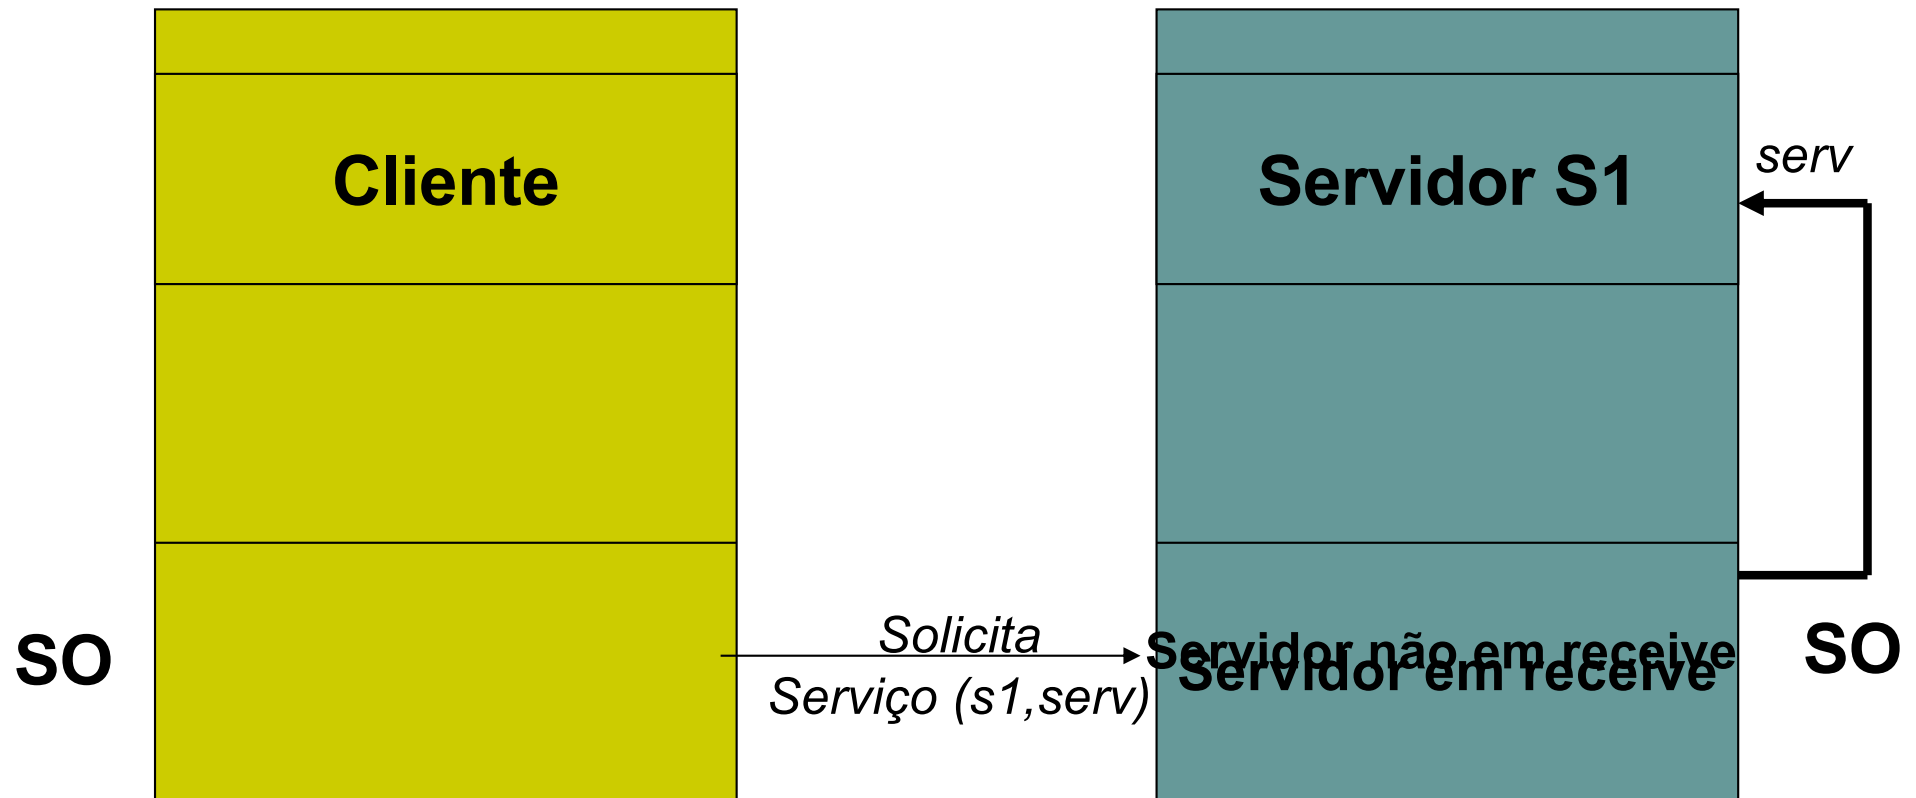 Cliente
Servidor S1
serv
SO
Solicita
Serviço (s1,serv)
Servidor não em receive
Servidor em receive
SO